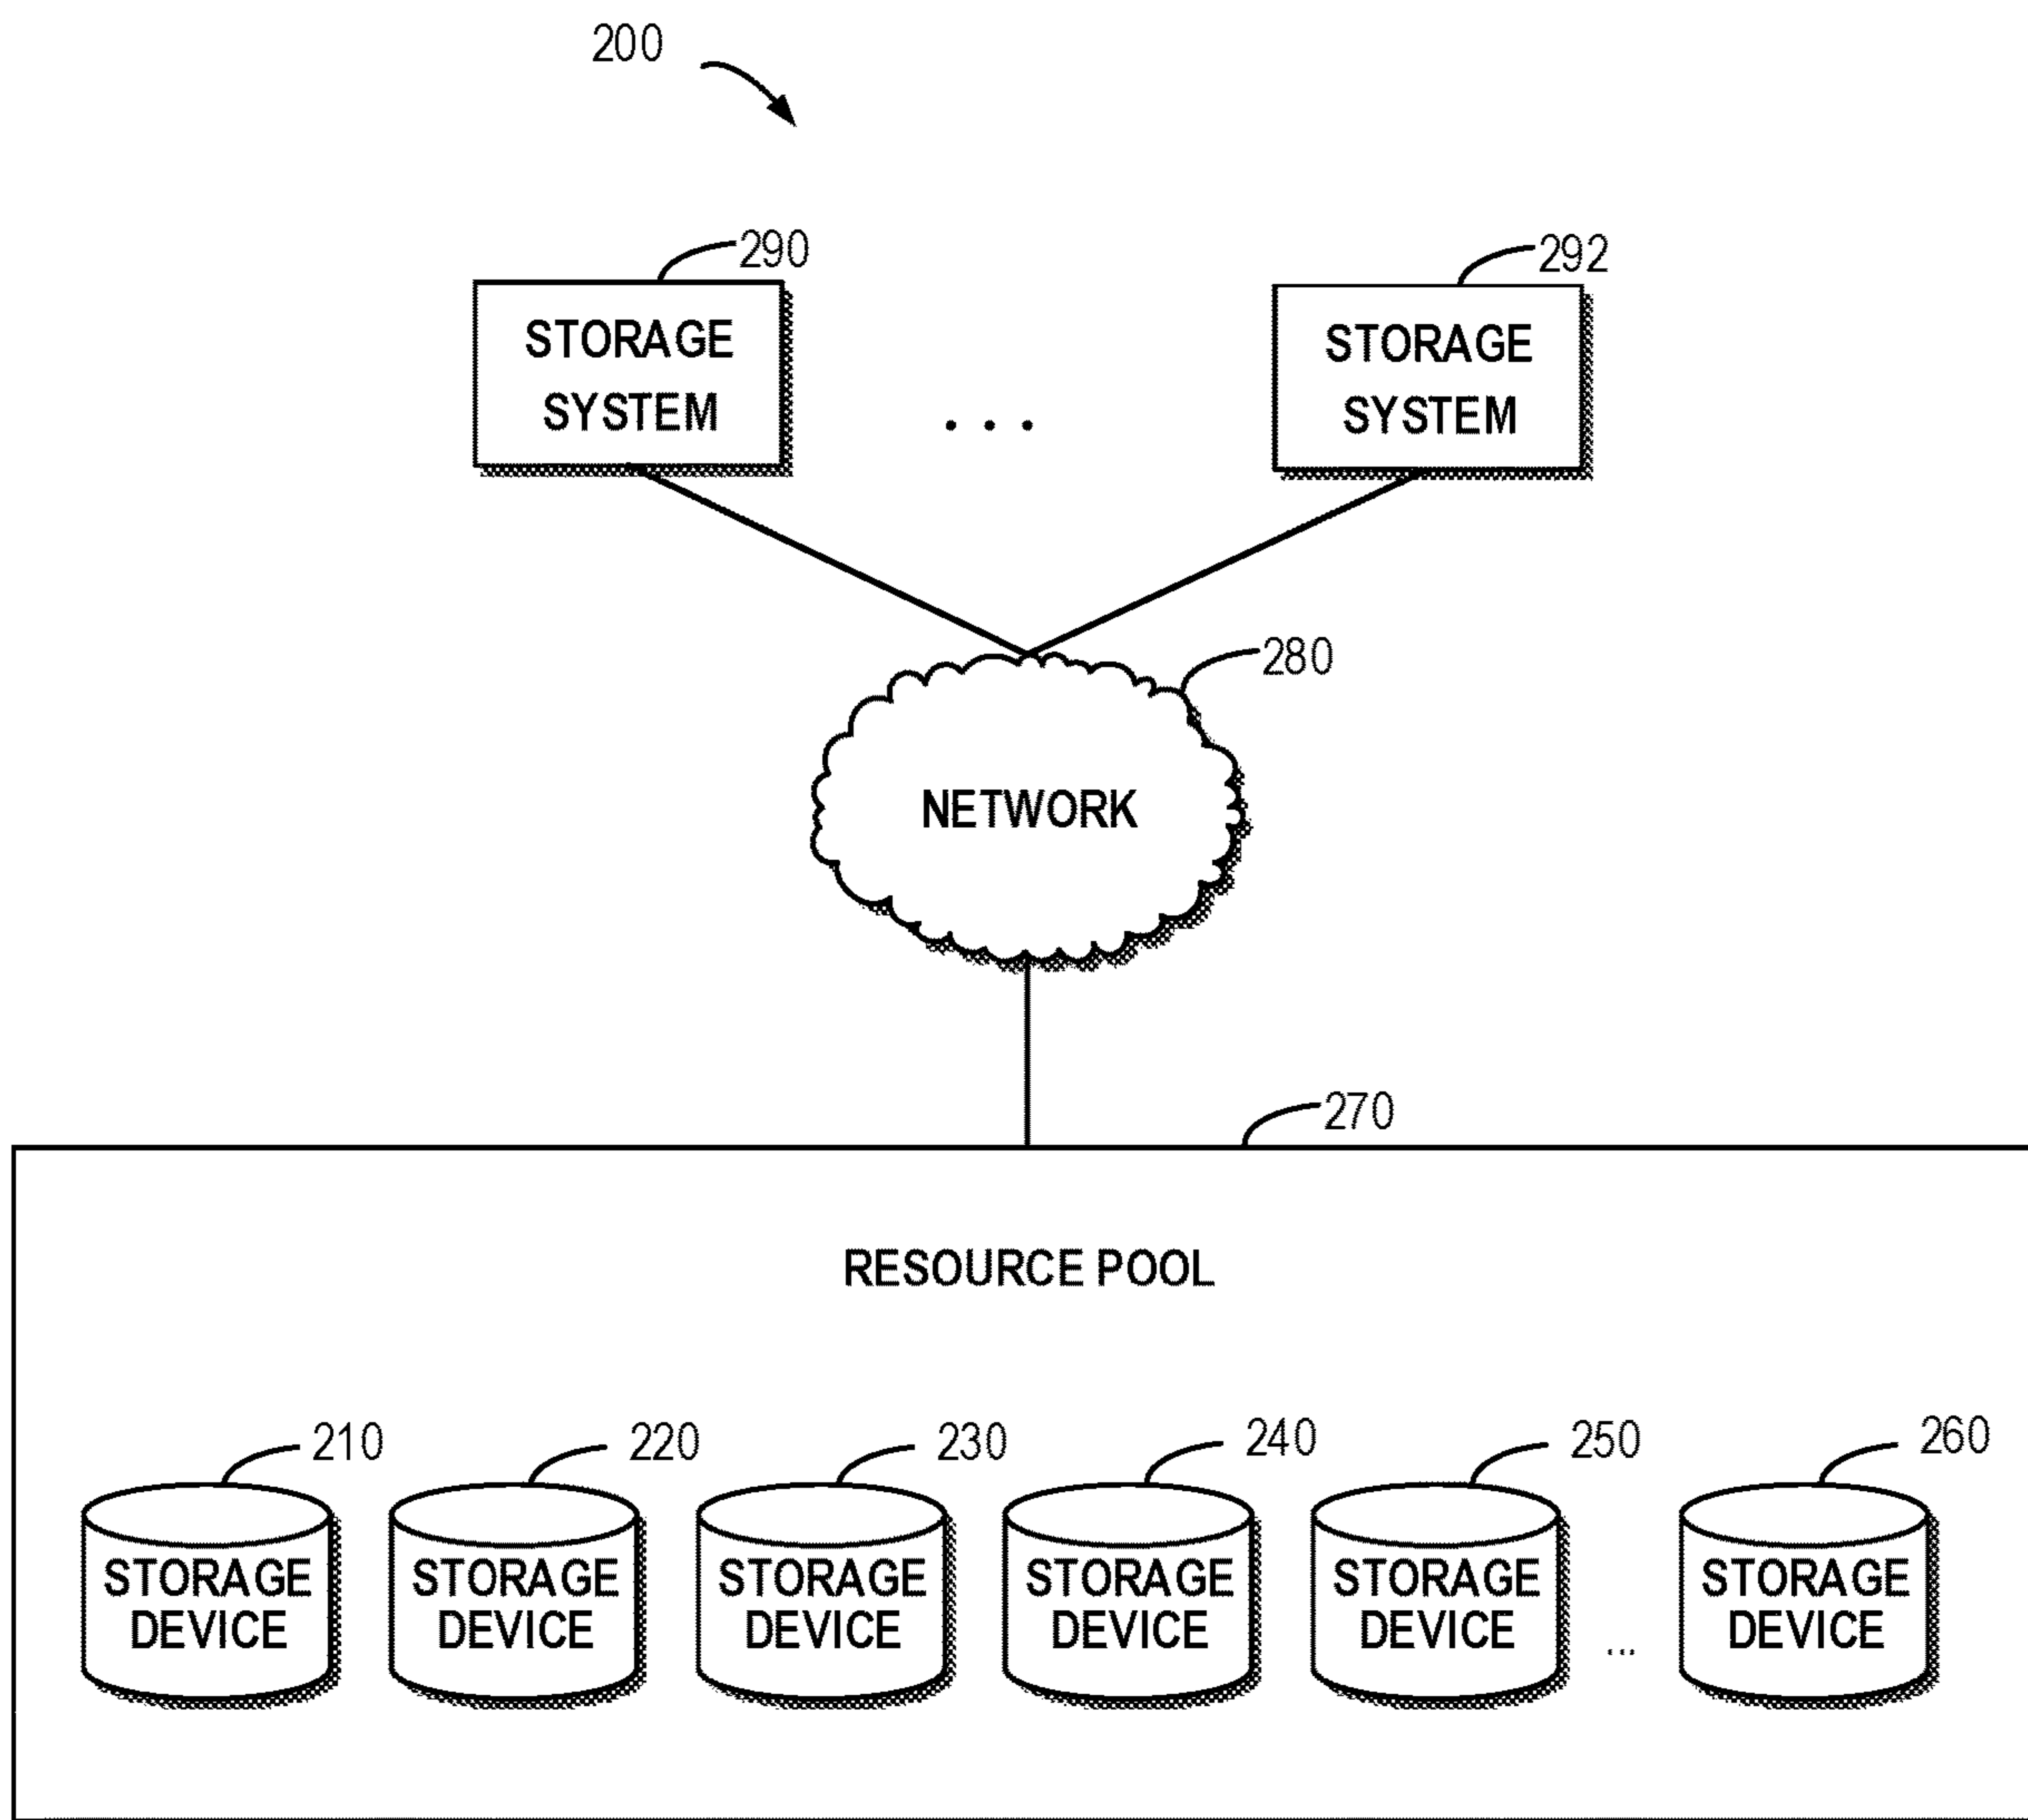 200
290
292
STORAGE
SYSTEM
STORAGE
SYSTEM
. . .
280
NETWORK
270
RESOURCE POOL
210
220
230
240
250
260
STORAGE
DEVICE
STORAGE
DEVICE
STORAGE
DEVICE
STORAGE
DEVICE
STORAGE
DEVICE
...
STORAGE
DEVICE